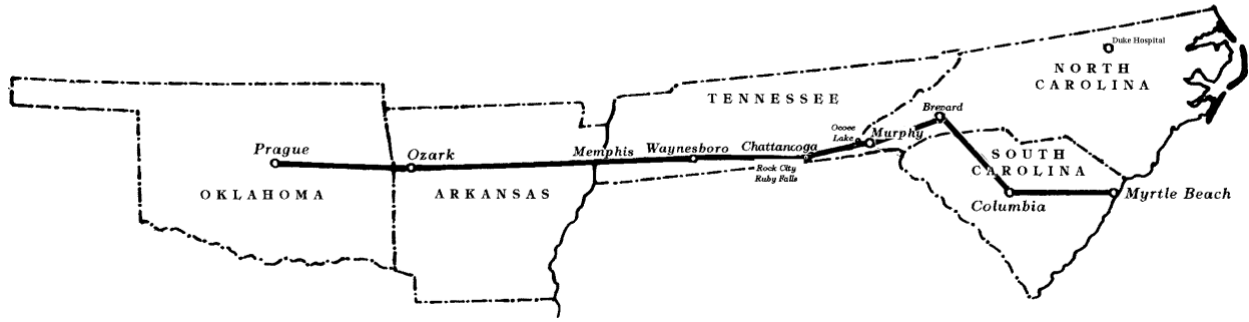 Duke Hospital
NORTH
CAROLINA
TENNESSEE
Brevard
Ocoee
Lake
Murphy
Prague
Ozark
Memphis
Waynesboro
Chattanooga
Rock City
Ruby Falls
SOUTH
CAROLINA
OKLAHOMA
ARKANSAS
Columbia
Myrtle Beach